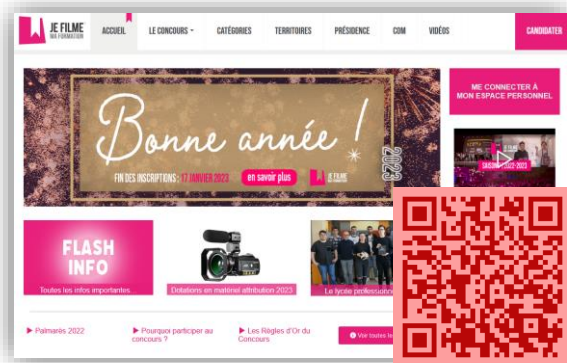 JE FILME
MA FORMATION
ACCUEIL
LE CONCOURS
CATÉGORIES
TERRITOIRES
PRÉSIDENCE
COM
VIDÉOS
CANDIDATER
Bonne année !
2023
FIN DES INSCRIPTIONS : 17 JANVIER 2023
en savoir plus
JE FILME
ME CONNECTER À
MON ESPACE PERSONNEL
SAISON 2022-2023
FLASH
INFO
Toutes les infos importantes...
Dotations en matériel attribution 2023
Le lycée professionn
Palmarès 2022
Pourquoi participer au
concours ?
Les Règles d'Or du
Concours
Voir toutes le